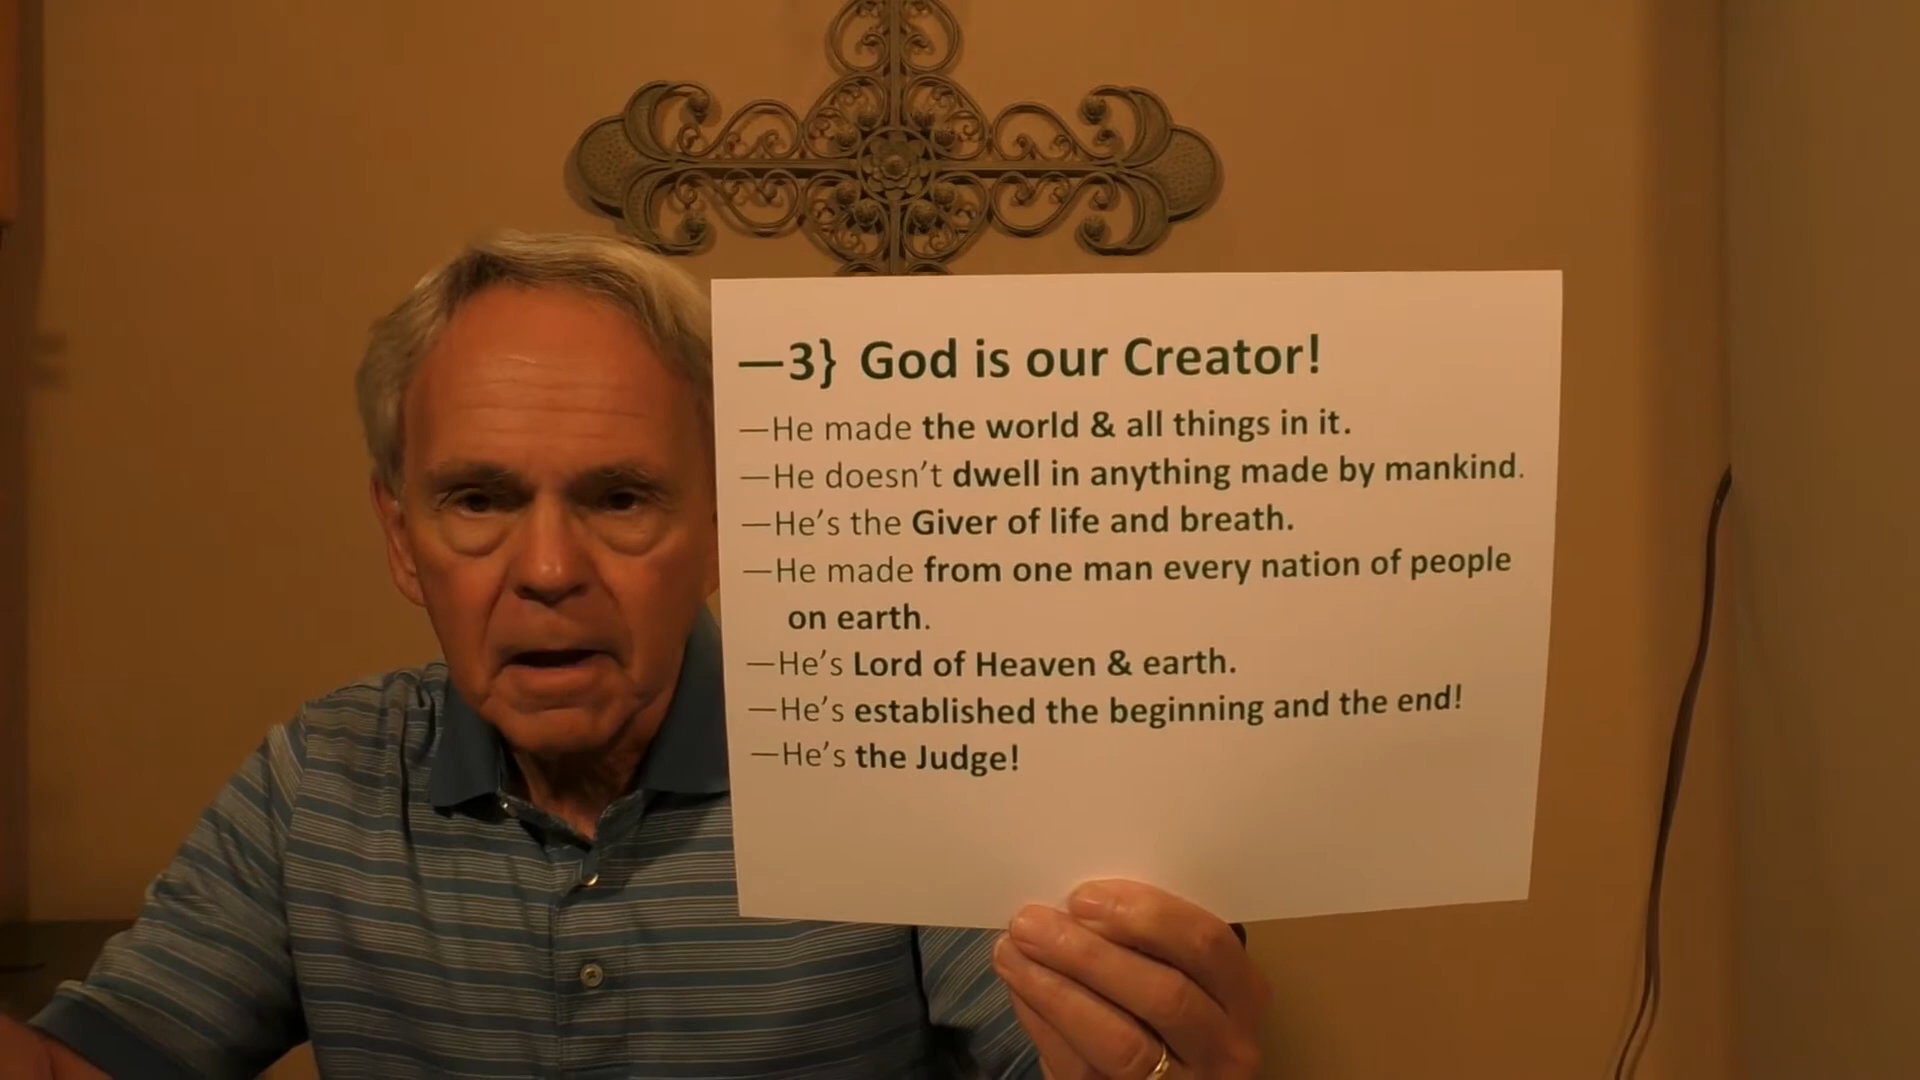 —3} God is our Creator!
—He made the world & all things in it.
—He doesn’t dwell in anything made by mankind.
—He’s the Giver of life and breath.
—He made from one man every nation of people
on earth.
—He’s Lord of Heaven & earth.
—He’s established the beginning and the end!
—He’s the Judge!